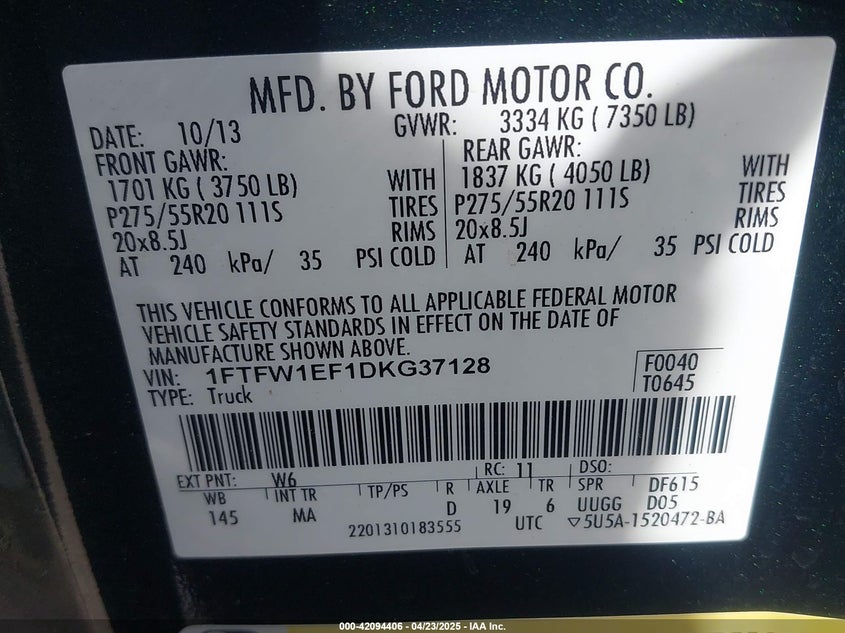 MFD. BY FORD MOTOR CO.
DATE: 10/13 GVWR: 3334 KG ( 7350 LB)
FRONT GAWR: REAR GAWR:
1701 KG ( 3750 LB) WITH 1837 KG ( 4050 LB) WITH
P275/55R20 111S TIRES P275/55R20 111S TIRES
20x8.5J RIMS 20x8.5J RIMS
AT 240 kPa/ 35 PSI COLD AT 240 kPa/ 35 PSI COLD
THIS VEHICLE CONFORMS TO ALL APPLICABLE FEDERAL MOTOR
VEHICLE SAFETY STANDARDS IN EFFECT ON THE DATE OF
MANUFACTURE SHOWN ABOVE.
VIN: 1FTFW1EF1DKG37128 F0040
TYPE: Truck T0645
EXT PNT: W6 RC: 11 DSO:
WB INT TR TP/PS R AXLE TR SPR DF615
145 MA D 19 6 UUGG D05
2201310183555 UTC ▽5U5A-1520472-BA
000-42094406 - 04/23/2025 - IAA Inc.